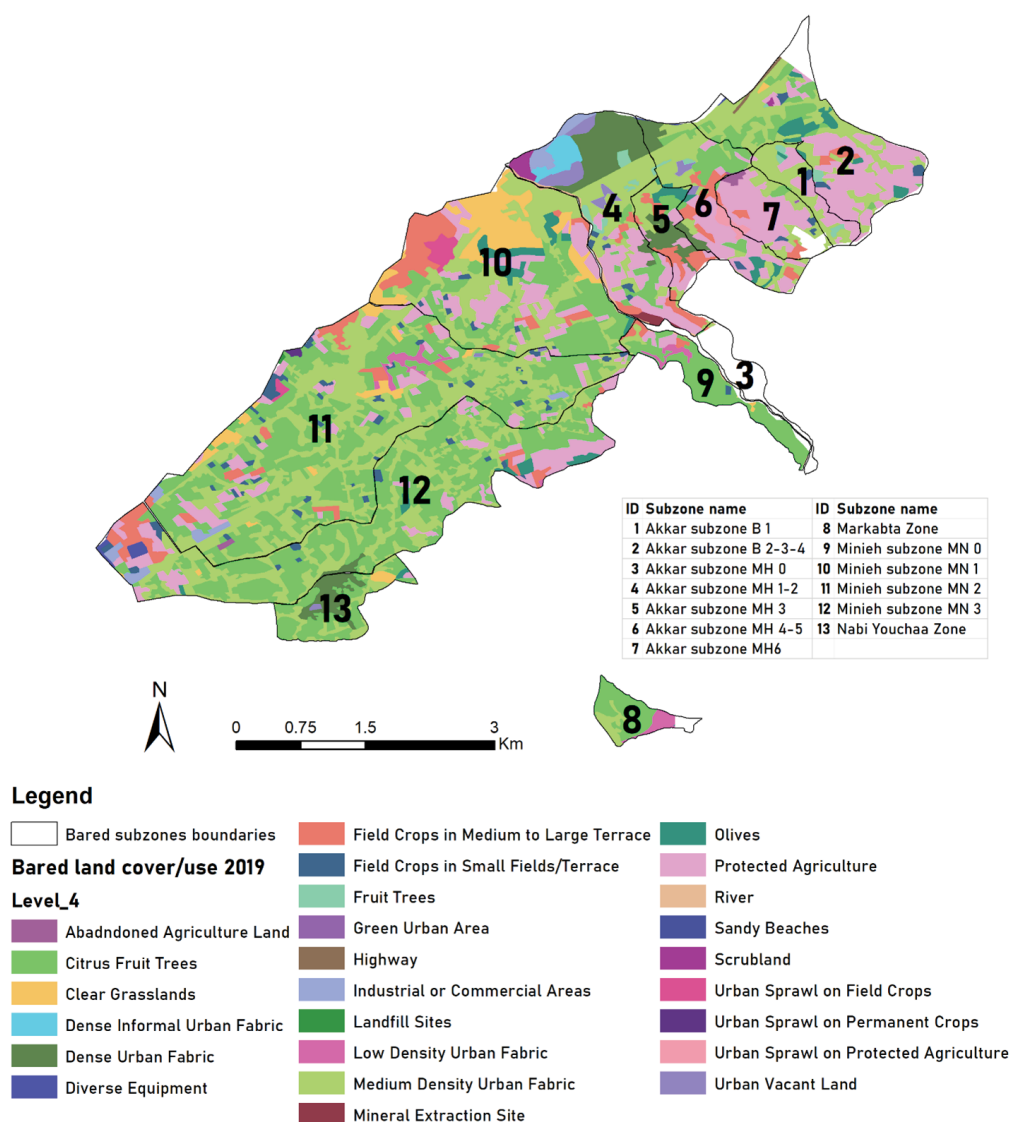 2
1
6
4
5
7
10
3
9
11
12
13
ID Subzone name ID Subzone name
1 Akkar subzone B 1 8 Markabta Zone
2 Akkar subzone B 2-3-4 9 Minieh subzone MN 0
3 Akkar subzone MH 0 10 Minieh subzone MN 1
4 Akkar subzone MH 1-2 11 Minieh subzone MN 2
5 Akkar subzone MH 3 12 Minieh subzone MN 3
6 Akkar subzone MH 4-5 13 Nabi Youchaa Zone
7 Akkar subzone MH6
8
N
0 0.75 1.5 3
Km
Legend
Bared subzones boundaries
Bared land cover/use 2019
Level_4
Abadndoned Agriculture Land
Citrus Fruit Trees
Clear Grasslands
Dense Informal Urban Fabric
Dense Urban Fabric
Diverse Equipment
Field Crops in Medium to Large Terrace
Field Crops in Small Fields/Terrace
Fruit Trees
Green Urban Area
Highway
Industrial or Commercial Areas
Landfill Sites
Low Density Urban Fabric
Medium Density Urban Fabric
Mineral Extraction Site
Olives
Protected Agriculture
River
Sandy Beaches
Scrubland
Urban Sprawl on Field Crops
Urban Sprawl on Permanent Crops
Urban Sprawl on Protected Agriculture
Urban Vacant Land